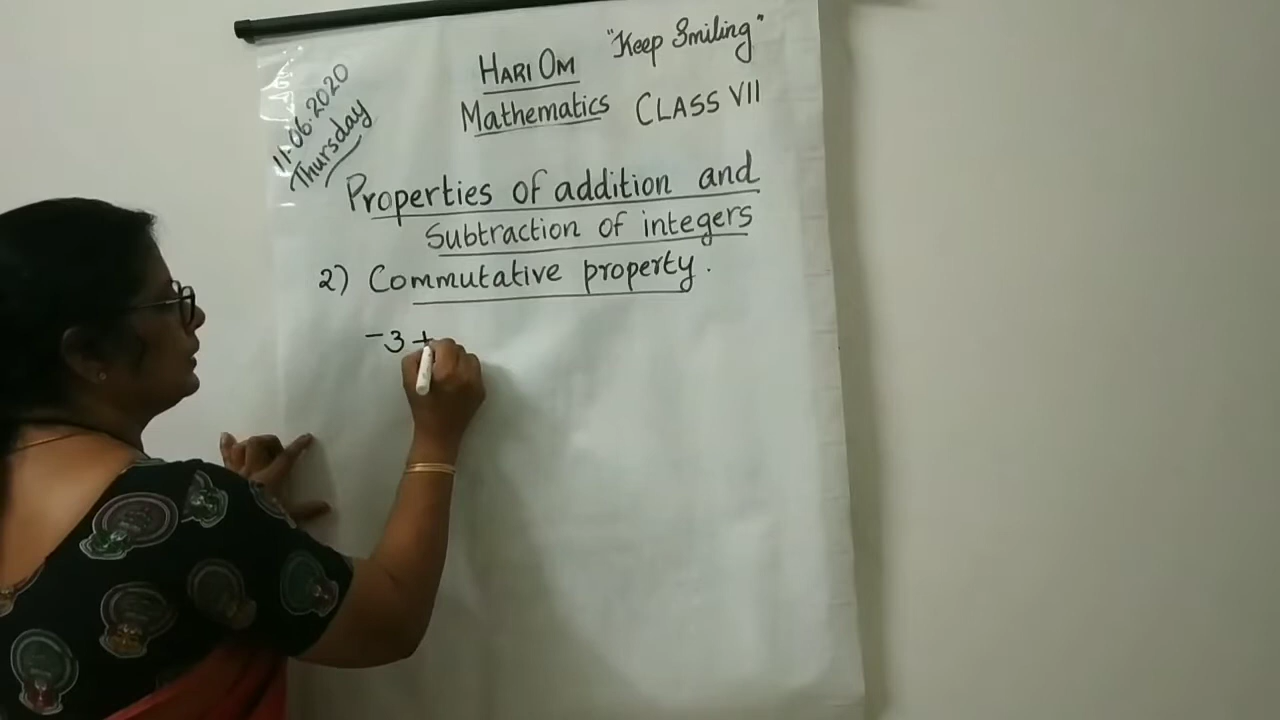 11.06.2020
Thursday
"Keep Smiling"
HARI OM
Mathematics CLASS VII
Properties of addition and
Subtraction of integers
2) Commutative property.
-3 +